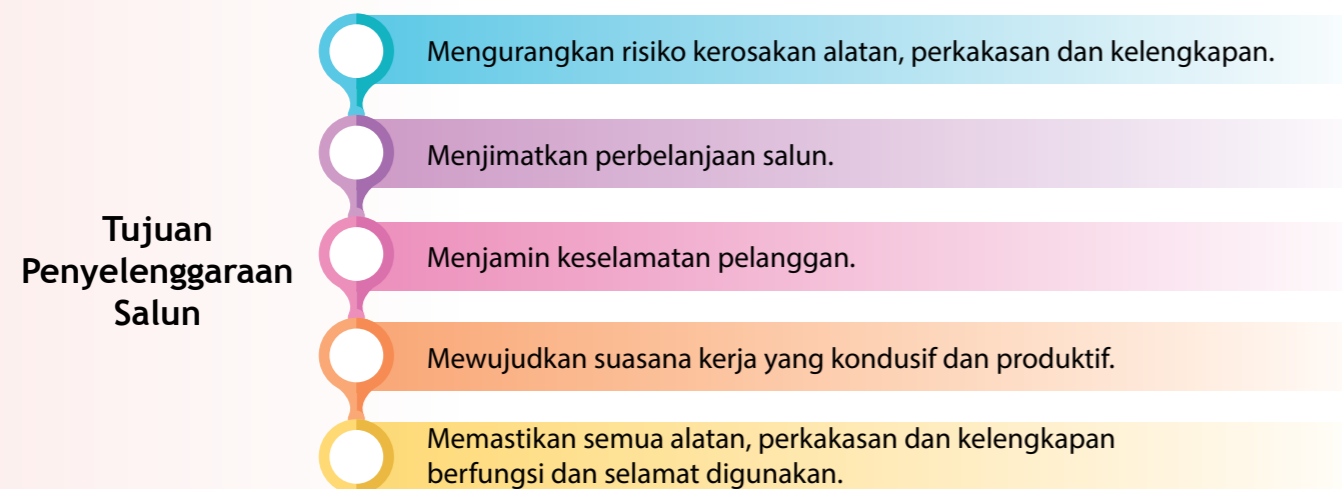 Tujuan
Penyelenggaraan
Salun
Mengurangkan risiko kerosakan alatan, perkakasan dan kelengkapan.
Menjimatkan perbelanjaan salun.
Menjamin keselamatan pelanggan.
Mewujudkan suasana kerja yang kondusif dan produktif.
Memastikan semua alatan, perkakasan dan kelengkapan
berfungsi dan selamat digunakan.